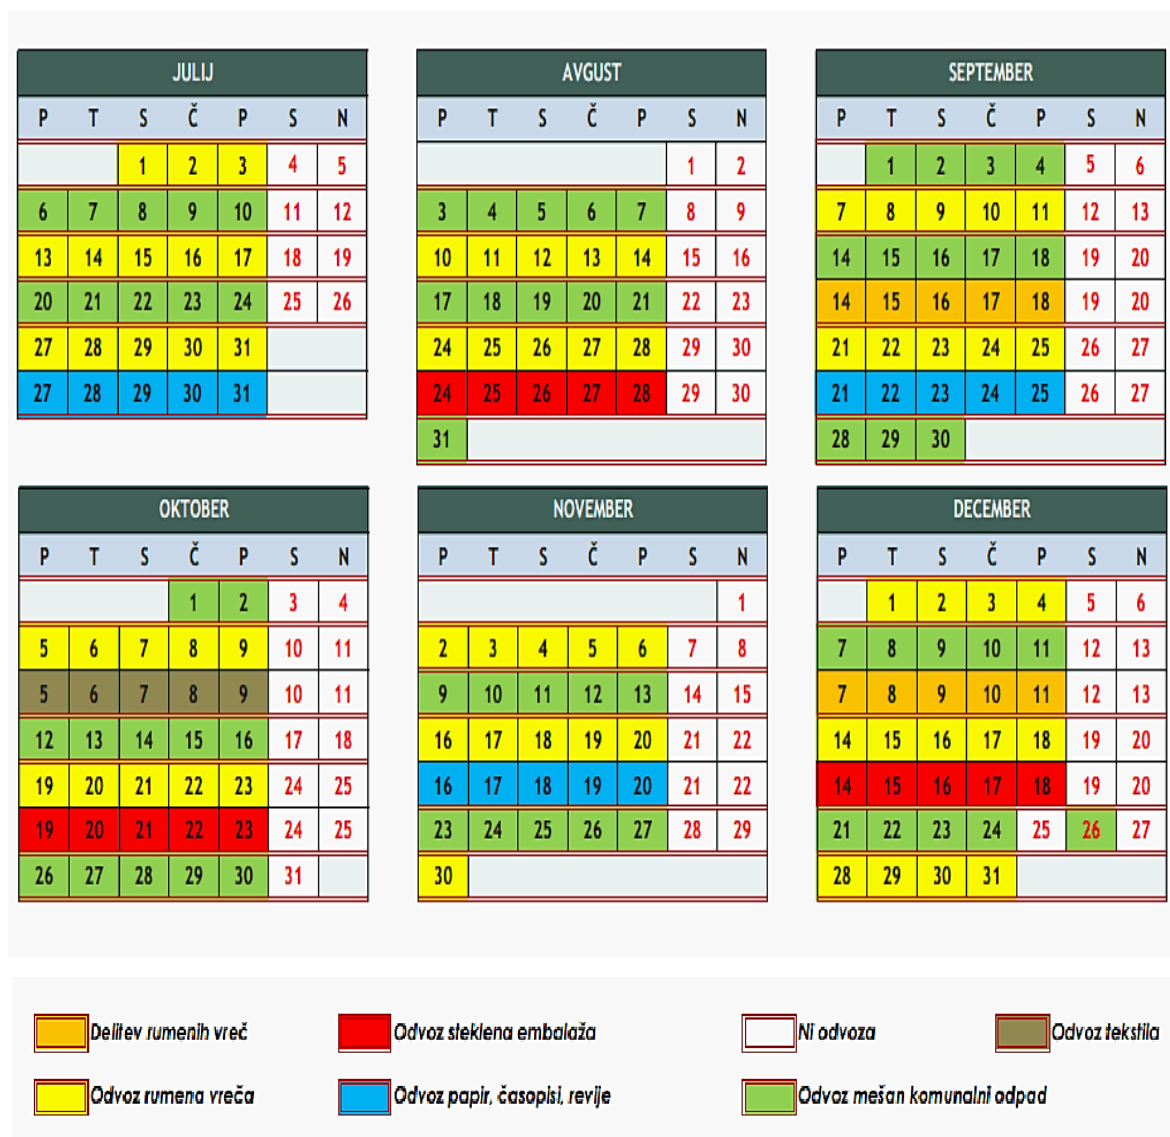 JULIJ
P T S Č P S N
1 2 3 4 5
6 7 8 9 10 11 12
13 14 15 16 17 18 19
20 21 22 23 24 25 26
27 28 29 30 31
27 28 29 30 31
AVGUST
P T S Č P S N
1 2
3 4 5 6 7 8 9
10 11 12 13 14 15 16
17 18 19 20 21 22 23
24 25 26 27 28 29 30
24 25 26 27 28 29 30
31
SEPTEMBER
P T S Č P S N
1 2 3 4 5 6
7 8 9 10 11 12 13
14 15 16 17 18 19 20
14 15 16 17 18 19 20
21 22 23 24 25 26 27
21 22 23 24 25 26 27
28 29 30
OKTOBER
P T S Č P S N
1 2 3 4
5 6 7 8 9 10 11
5 6 7 8 9 10 11
12 13 14 15 16 17 18
19 20 21 22 23 24 25
19 20 21 22 23 24 25
26 27 28 29 30 31
NOVEMBER
P T S Č P S N
1
2 3 4 5 6 7 8
9 10 11 12 13 14 15
16 17 18 19 20 21 22
16 17 18 19 20 21 22
23 24 25 26 27 28 29
30
DECEMBER
P T S Č P S N
1 2 3 4 5 6
7 8 9 10 11 12 13
7 8 9 10 11 12 13
14 15 16 17 18 19 20
14 15 16 17 18 19 20
21 22 23 24 25 26 27
28 29 30 31
Delitev rumenih vreč
Odvoz steklena embalaža
Ni odvoza
Odvoz tekstila
Odvoz rumena vreča
Odvoz papir, časopisi, revije
Odvoz mešan komunalni odpad